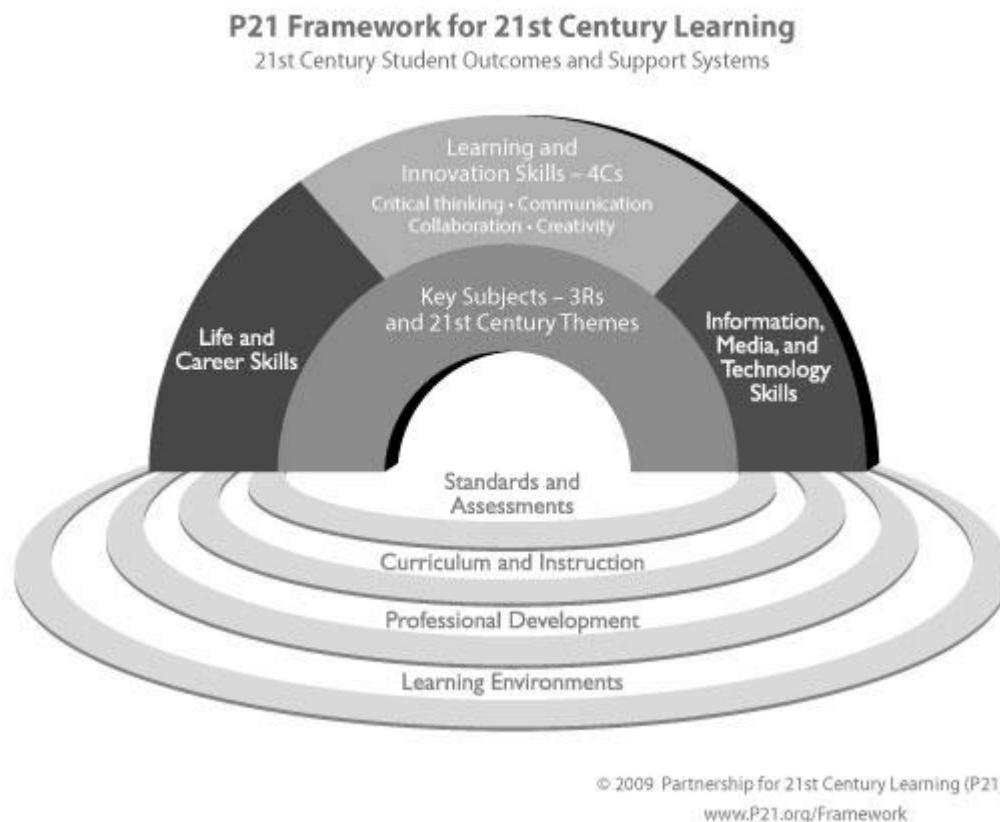 P21 Framework for 21st Century Learning
21st Century Student Outcomes and Support Systems
Learning and
Innovation Skills – 4Cs
Critical thinking • Communication
Collaboration • Creativity
Key Subjects – 3Rs
and 21st Century Themes
Life and
Career Skills
Information,
Media, and
Technology
Skills
Standards and
Assessments
Curriculum and Instruction
Professional Development
Learning Environments
© 2009 Partnership for 21st Century Learning (P21
www.P21.org/Framework